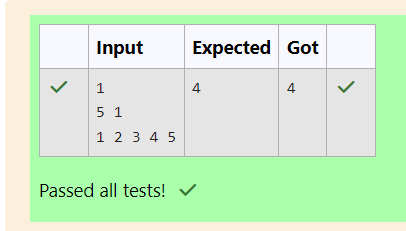 Input Expected Got
1 4 4
5 1
1 2 3 4 5
Passed all tests!